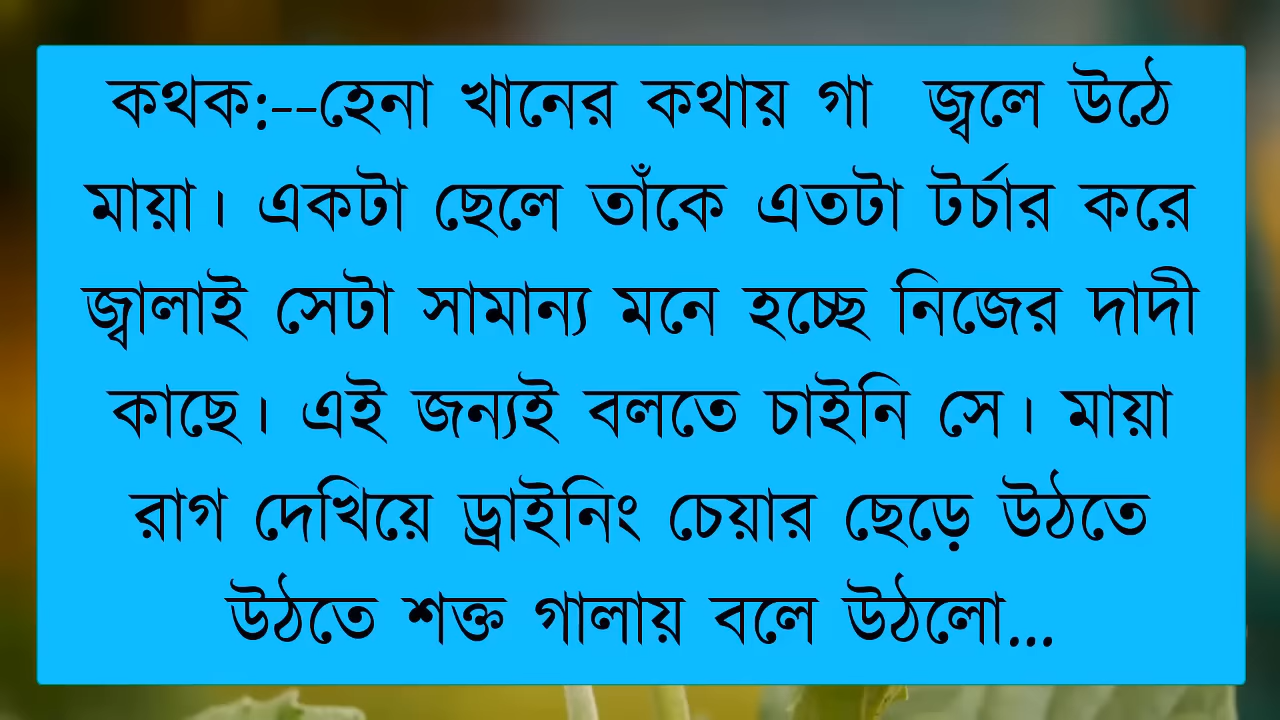 কথক:--হেনা খানের কথায় গা জ্বলে উঠে
মায়া। একটা ছেলে তাঁকে এতটা টর্চার করে
জ্বালাই সেটা সামান্য মনে হচ্ছে নিজের দাদী
কাছে। এই জন্যই বলতে চাইনি সে। মায়া
রাগ দেখিয়ে ড্রাইনিং চেয়ার ছেড়ে উঠতে
উঠতে শক্ত গালায় বলে উঠলো...